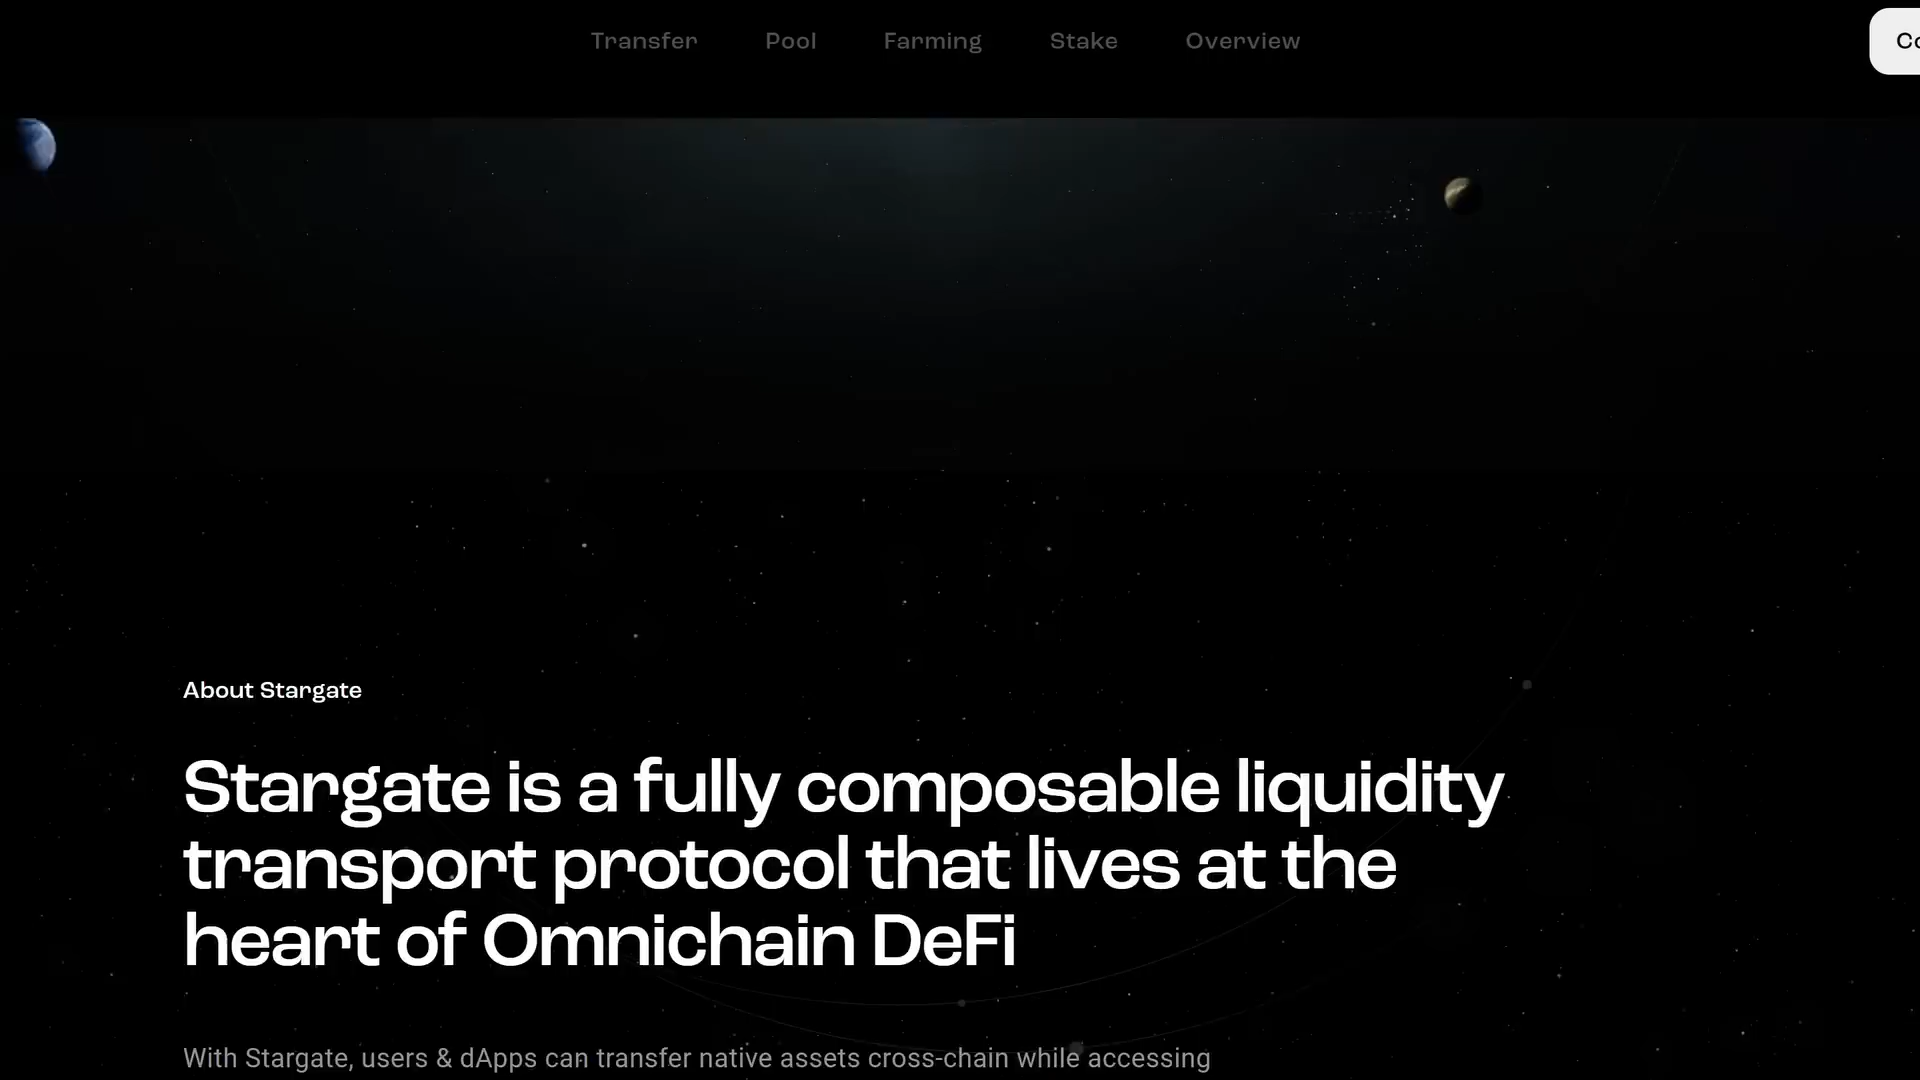 Transfer Pool Farming Stake Overview
About Stargate
Stargate is a fully composable liquidity
transport protocol that lives at the
heart of Omnichain DeFi
With Stargate, users & dApps can transfer native assets cross-chain while accessing